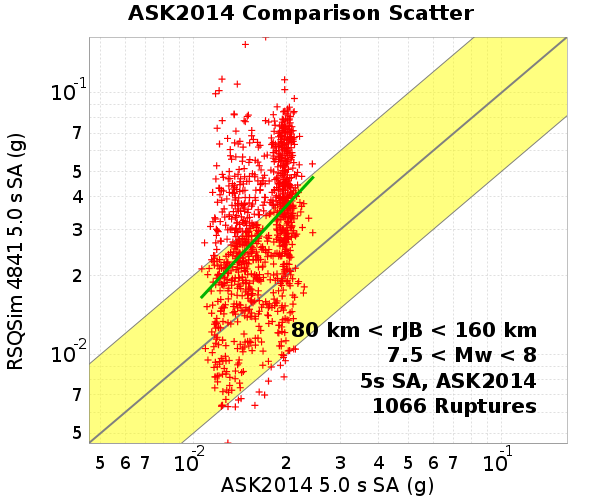 ASK2014 Comparison Scatter
RSQSim 4841 5.0 s SA (g)
10^-1
7
5
4
3
2
10^-2
7
5
80 km < rJB < 160 km
7.5 < Mw < 8
5s SA, ASK2014
1066 Ruptures
5 6 7 10^-2 2 3 4 5 6 7 10^-1
ASK2014 5.0 s SA (g)